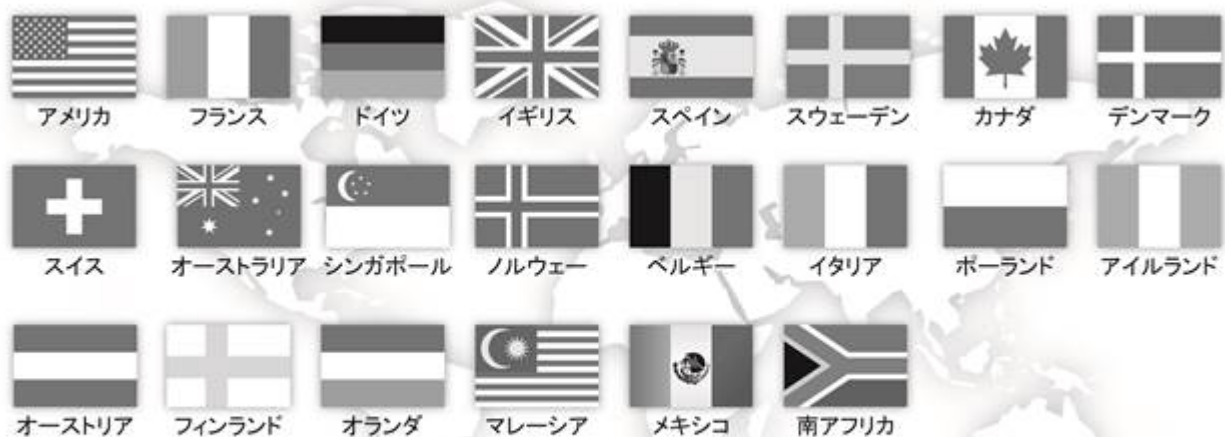 アメリカ フランス ドイツ イギリス スペイン スウェーデン カナダ デンマーク
スイス オーストラリア シンガポール ノルウェー ベルギー イタリア ポーランド アイルランド
オーストリア フィンランド オランダ マレーシア メキシコ 南アフリカ